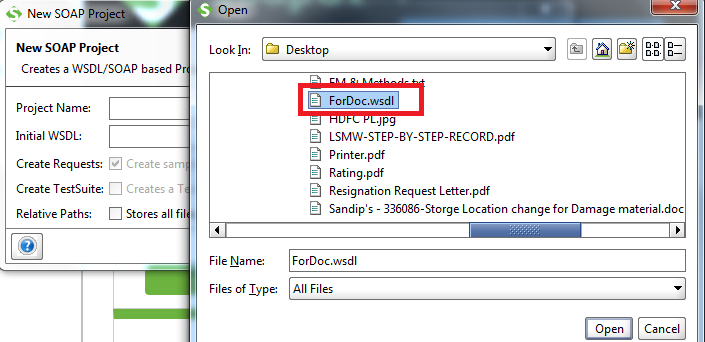 New SOAP Project
New SOAP Project
Creates a WSDL/SOAP based Pro
Project Name:
Initial WSDL:
Create Requests: Create samp
Create TestSuite: Creates a Te
Relative Paths: Stores all file
Open
Look In: Desktop
FM & Methods.txt
ForDoc.wsdl
HDFC PL.jpg
LSMW-STEP-BY-STEP-RECORD.pdf
Printer.pdf
Rating.pdf
Resignation Request Letter.pdf
Sandip's - 336086-Storge Location change for Damage material.doc
File Name: ForDoc.wsdl
Files of Type: All Files
Open Cancel